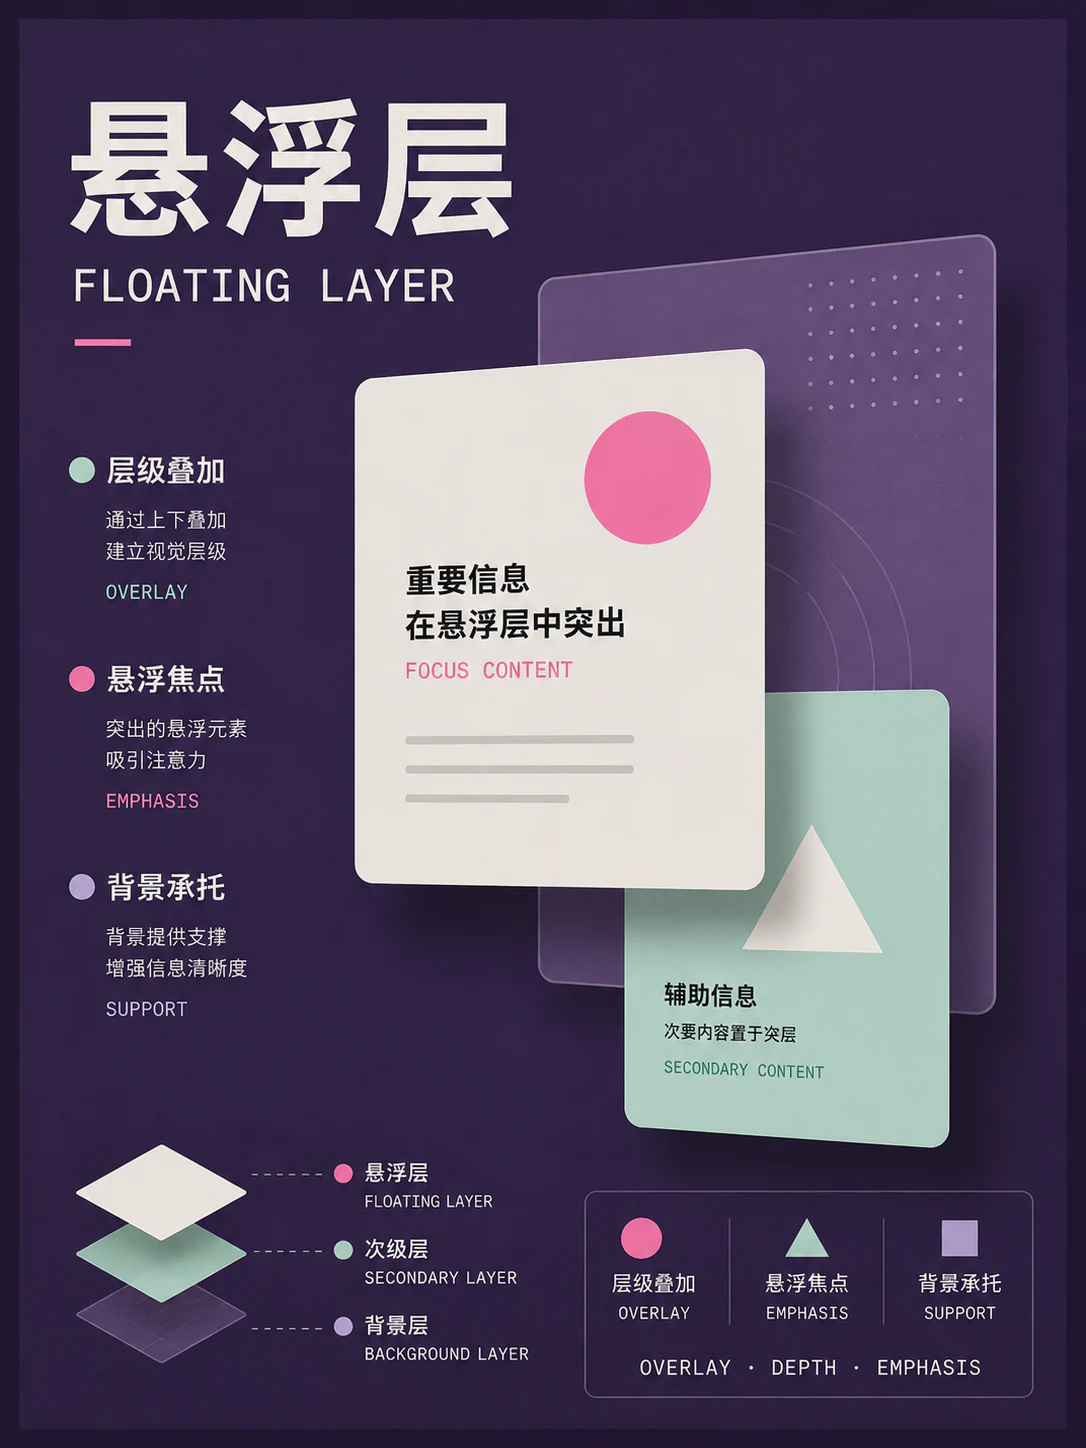 悬浮层
FLOATING LAYER
层级叠加
通过上下叠加
建立视觉层级
OVERLAY
悬浮焦点
突出的悬浮元素
吸引注意力
EMPHASIS
背景承托
背景提供支撑
增强信息清晰度
SUPPORT
重要信息
在悬浮层中突出
FOCUS CONTENT
辅助信息
次要内容置于突层
SECONDARY CONTENT
悬浮层
FLOATING LAYER
次级层
SECONDARY LAYER
背景层
BACKGROUND LAYER
层级叠加
OVERLAY
悬浮焦点
EMPHASIS
背景承托
SUPPORT
OVERLAY · DEPTH · EMPHASIS